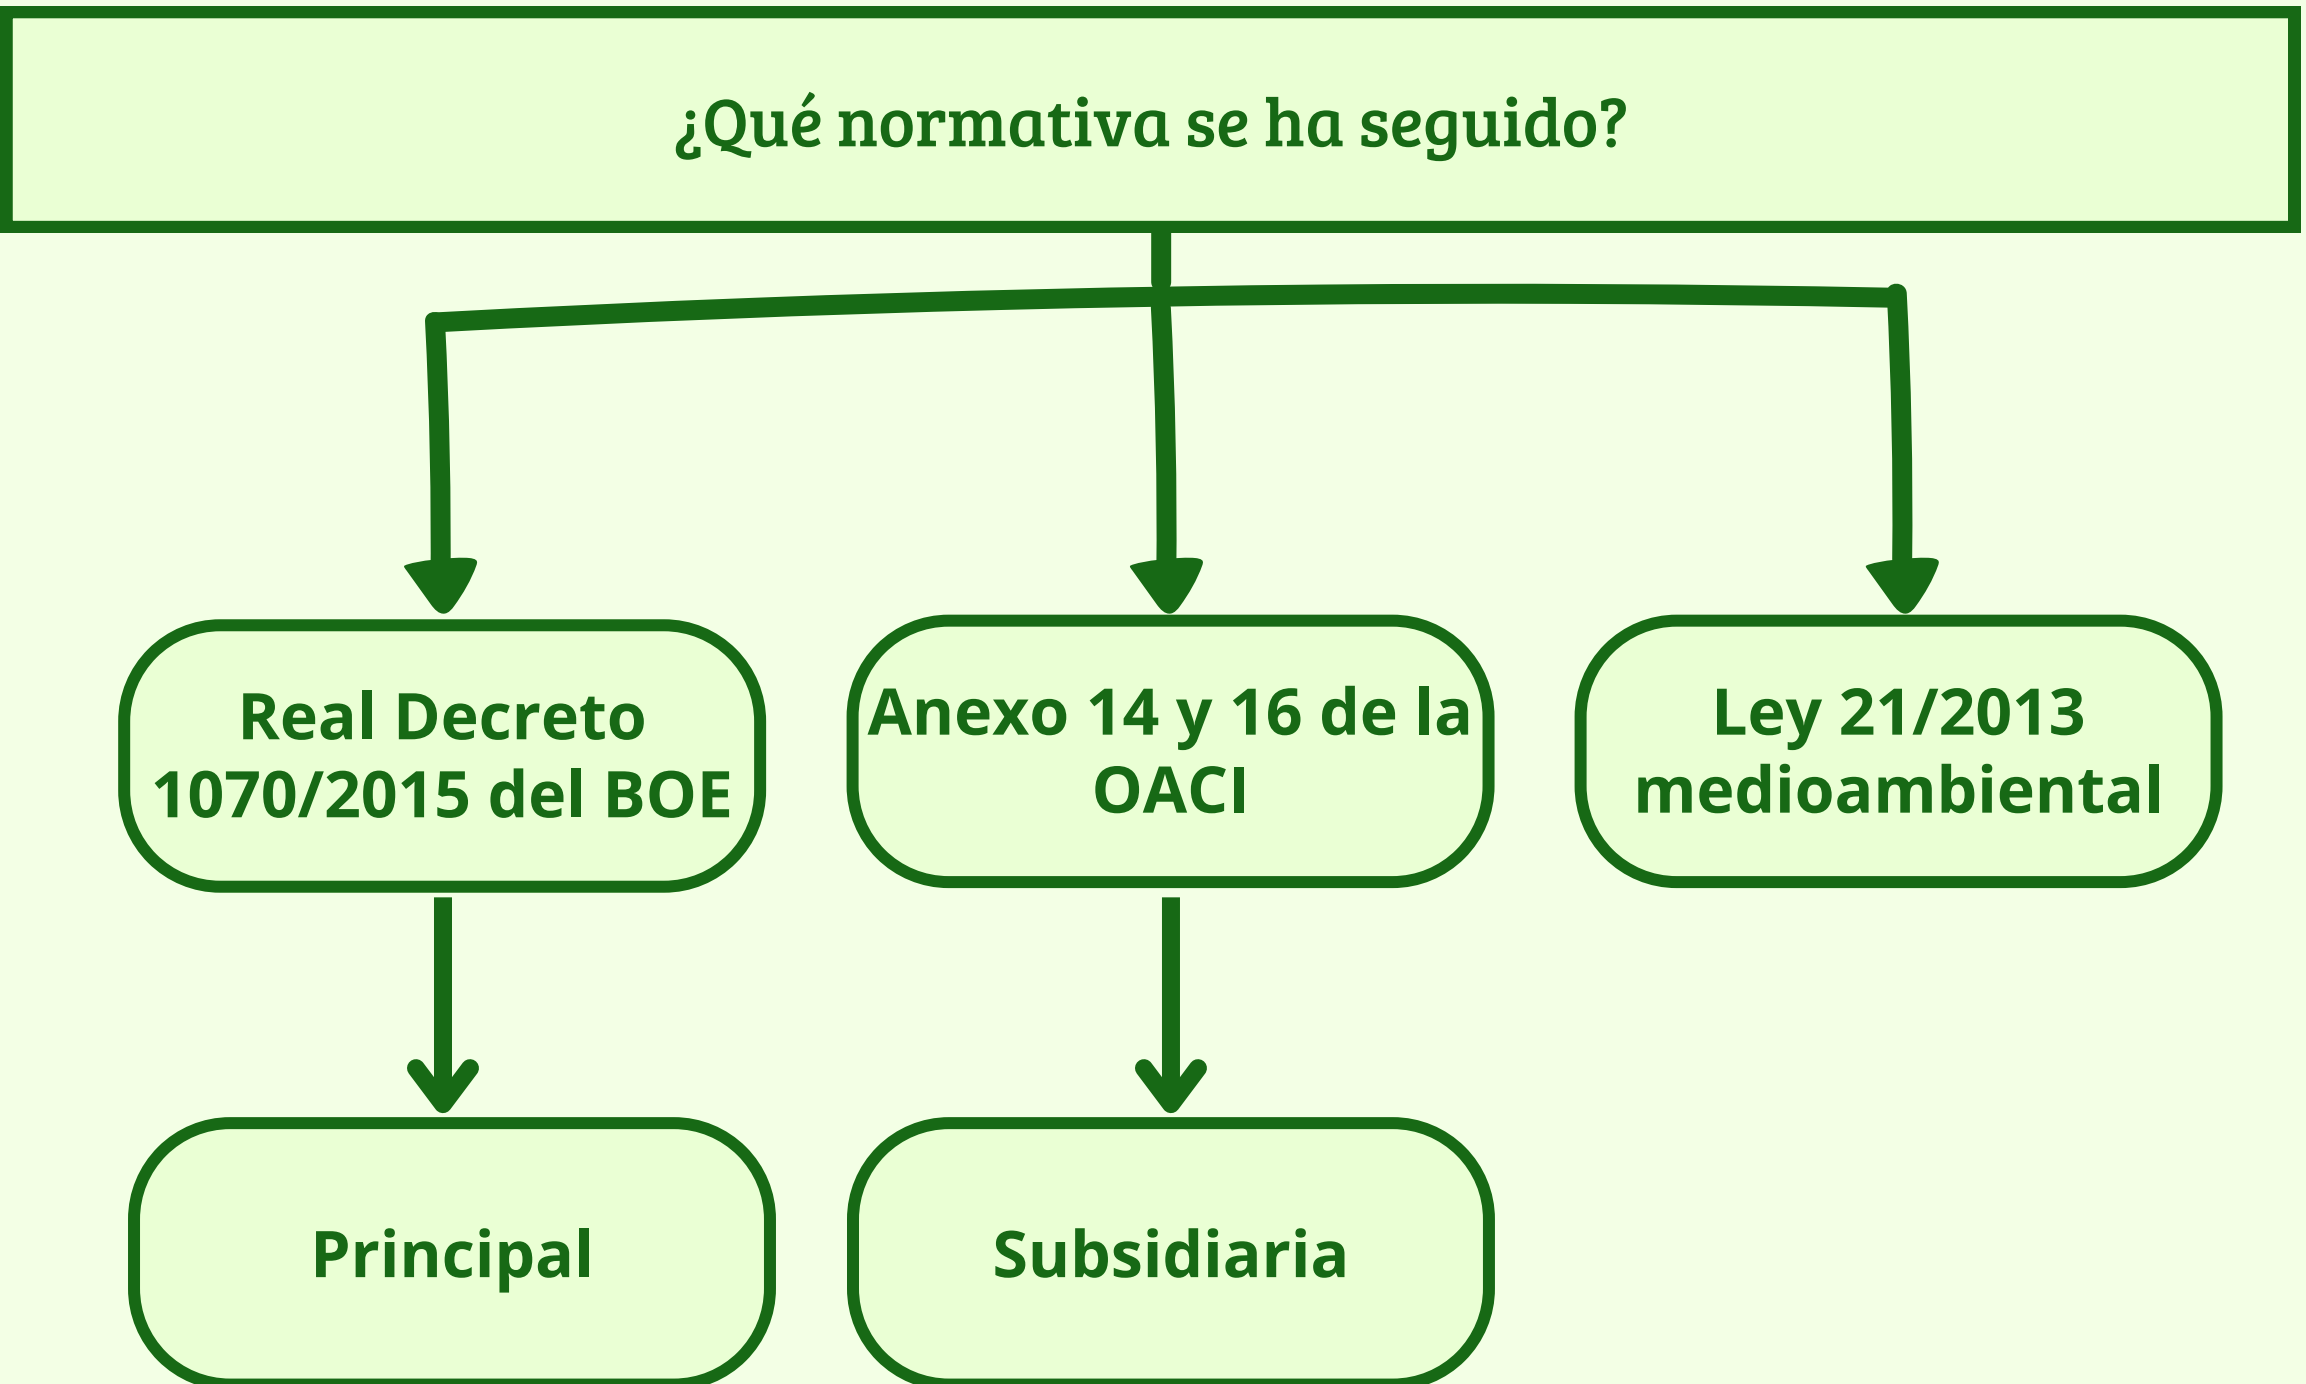 ¿Qué normativa se ha seguido?
Real Decreto
1070/2015 del BOE
Anexo 14 y 16 de la
OACI
Ley 21/2013
medioambiental
Principal
Subsidiaria